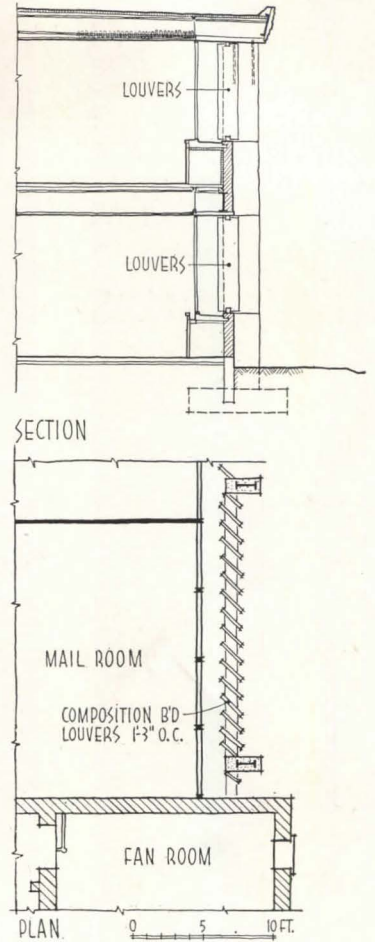 LOUVERS
LOUVERS
SECTION
MAIL ROOM
COMPOSITION B'D
LOUVERS 1'-3" O.C.
FAN ROOM
PLAN
0 5 10 FT.